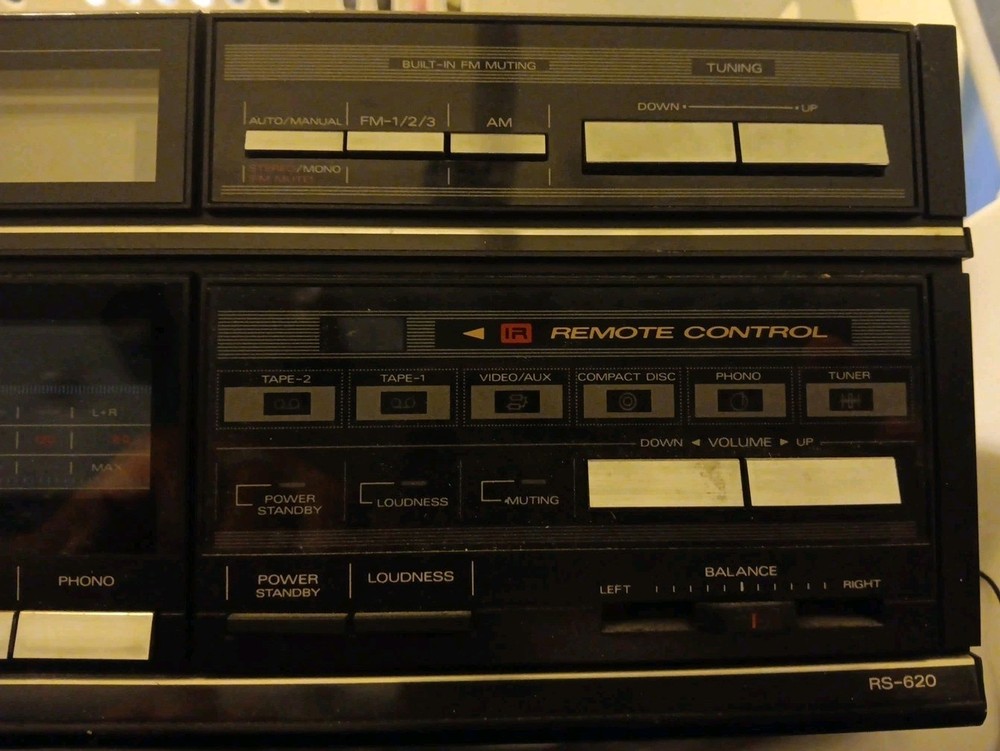 BUILT-IN FM MUTING
TUNING
DOWN UP
AUTO/MANUAL FM-1/2/3 AM
STEREO/MONO
FM MUTING
IR REMOTE CONTROL
TAPE-2 TAPE-1 VIDEO/AUX COMPACT DISC PHONO TUNER
L+R
DOWN ◄ VOLUME ► UP
MAX
POWER STANDBY
LOUDNESS
MUTING
PHONO
POWER STANDBY
LOUDNESS
BALANCE
LEFT RIGHT
RS-620